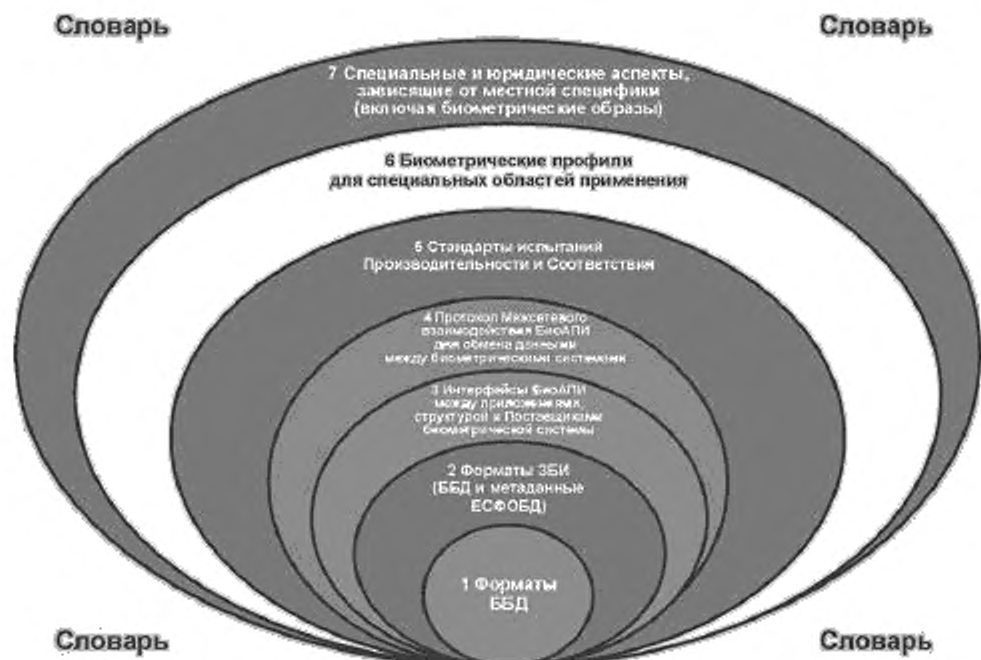 Словарь Словарь
7 Специальные и юридические аспекты,
зависящие от местной специфики
(включая биометрические образы)
6 Биометрические профили
для специальных областей применения
5 Стандарты испытаний
Производительности и Соответствия
4 Протокол Межсетевого
взаимодействия БиоАПИ
для обмена данными
между биометрическими системами
3 Интерфейсы БиоАПИ
между приложениями,
структурой и Поставщиками
биометрической системы
2 Форматы ЗБИ
(ББД и метаданные
ЕСФОБД)
1 Форматы
ББД
Словарь Словарь